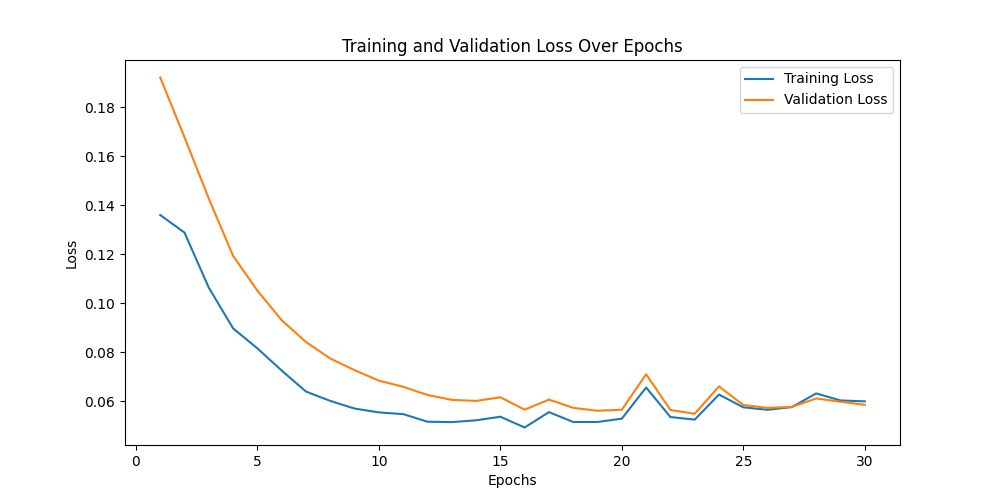 Training and Validation Loss Over Epochs
Training Loss
Validation Loss
0.18
0.16
0.14
0.12
0.10
0.08
0.06
Loss
0 5 10 15 20 25 30
Epochs